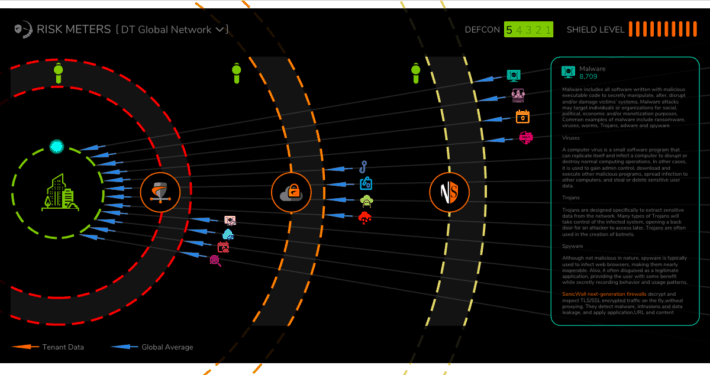 RISK METERS [ DT Global Network ]
DEFCON 5 4 3 2 1
SHIELD LEVEL
Malware
8,709
Malware includes all software written with malicious
executable code to secretly manipulate, alter, disrupt
and/or damage victims' systems. Malware attacks
may target individuals or organizations for social,
political, economic and/or monetization purposes.
Common examples of malware include ransomware,
viruses, worms, Trojans, adware and spyware.
Viruses
A computer virus is a small software program that
can replicate itself and infect a computer to disrupt or
destroy normal computing operations. In other cases,
it is used to gain admin control, download and
execute other malicious programs, spread infection to
other computers, and steal or delete sensitive user
data.
Trojans
Trojans are designed specifically to extract sensitive
data from the network. Many types of Trojans will
take control of the infected system, opening a back
door for an attacker to access later. Trojans are often
used in the creation of botnets.
Spyware
Although not malicious in nature, spyware is typically
used to infect web browsers, making them nearly
inoperable. Also, it often disguised as a legitimate
application, providing the user with some benefit
while secretly recording behavior and usage patterns.
SonicWall next-generation firewalls decrypt and
inspect TLS/SSL encrypted traffic on the fly without
proxying. They detect malware, intrusions and data
leakage, and apply application, URL and content
Tenant Data
Global Average